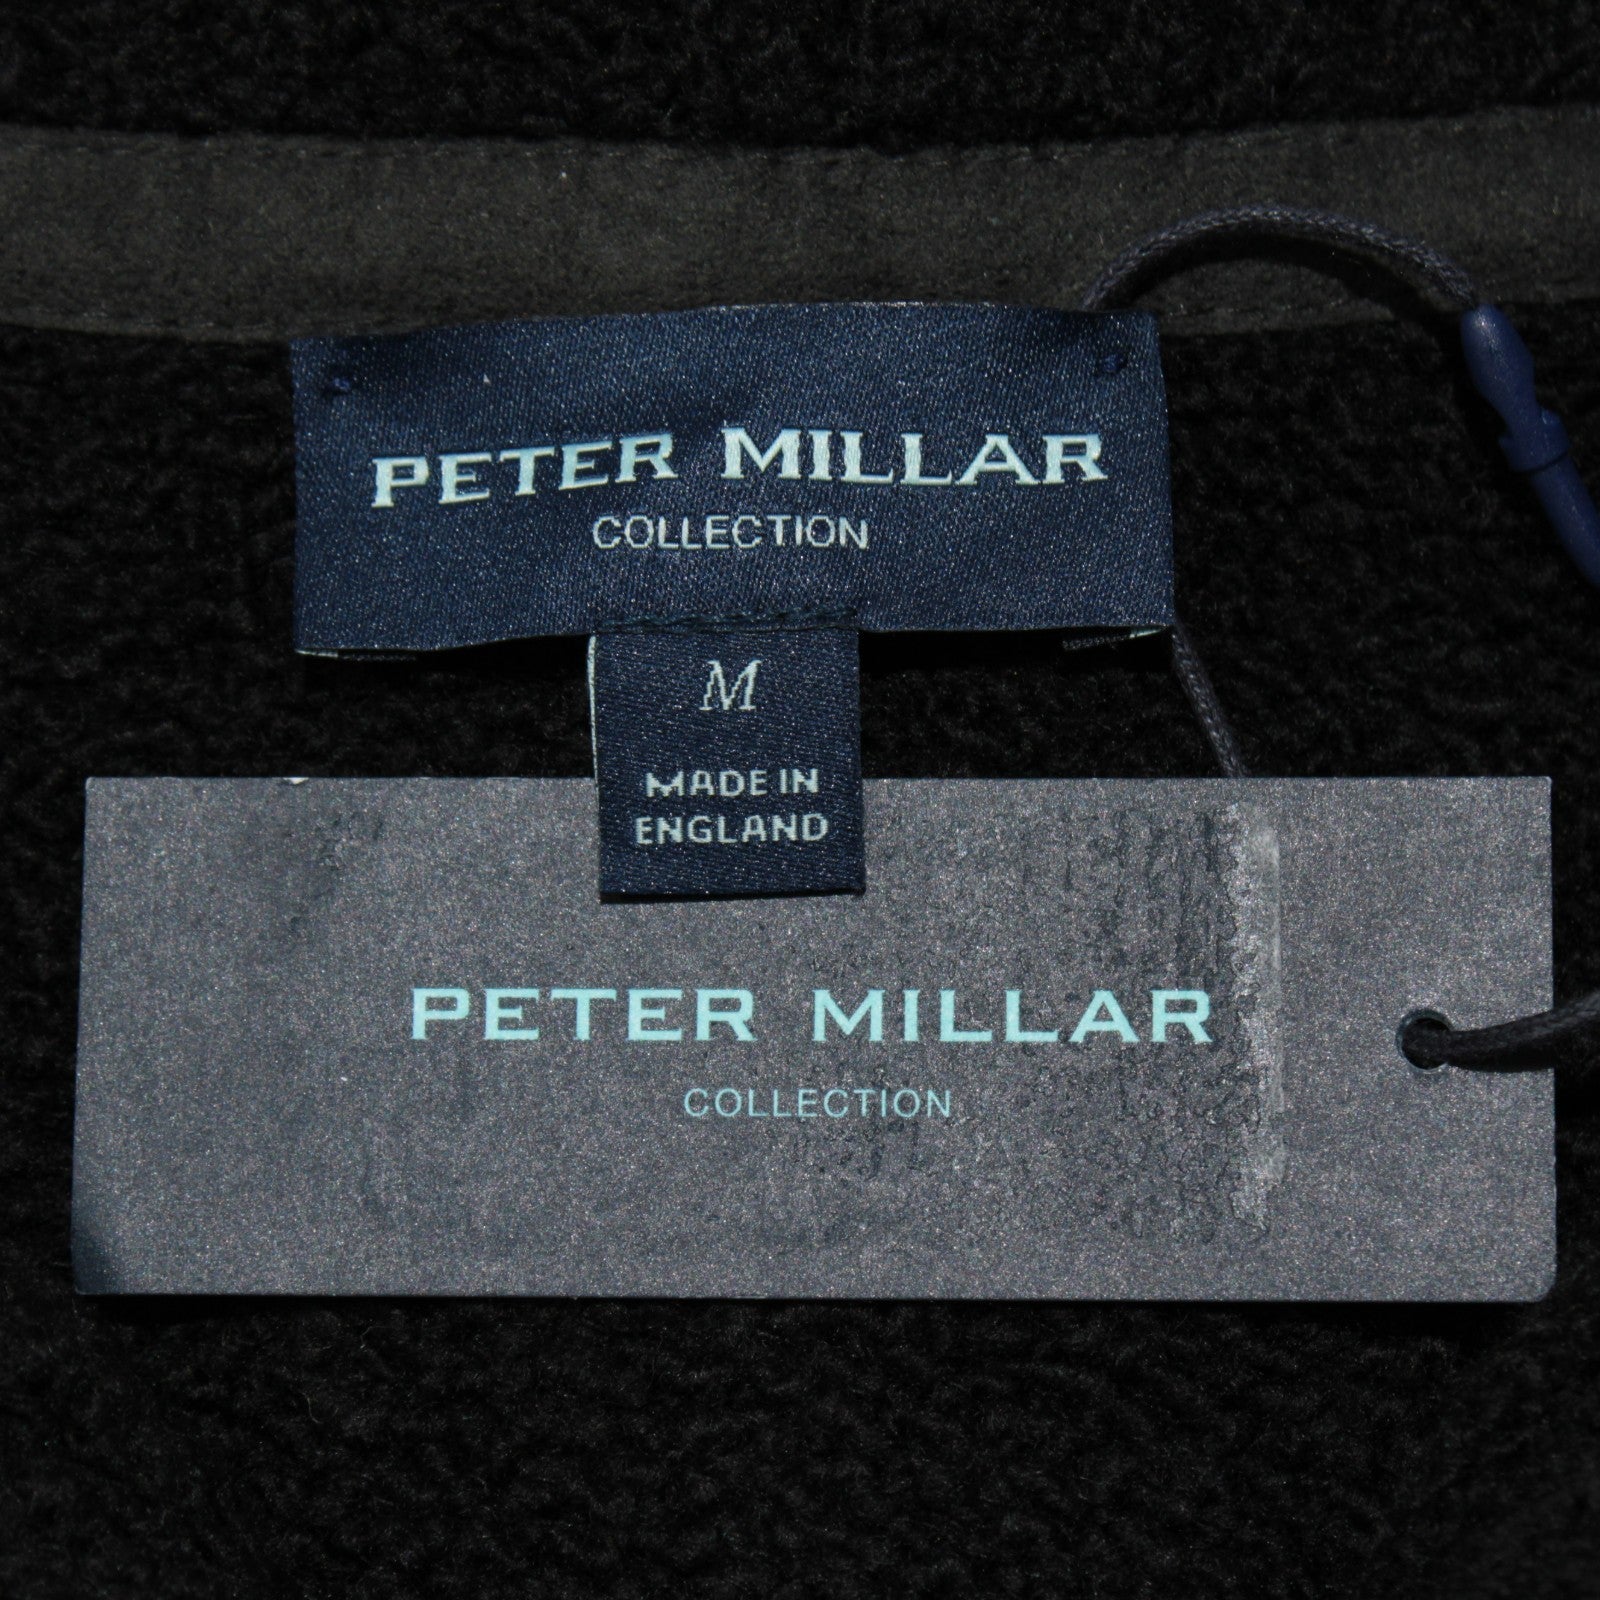 PETER MILLAR
COLLECTION
M
MADE IN
ENGLAND
PETER MILLAR
COLLECTION